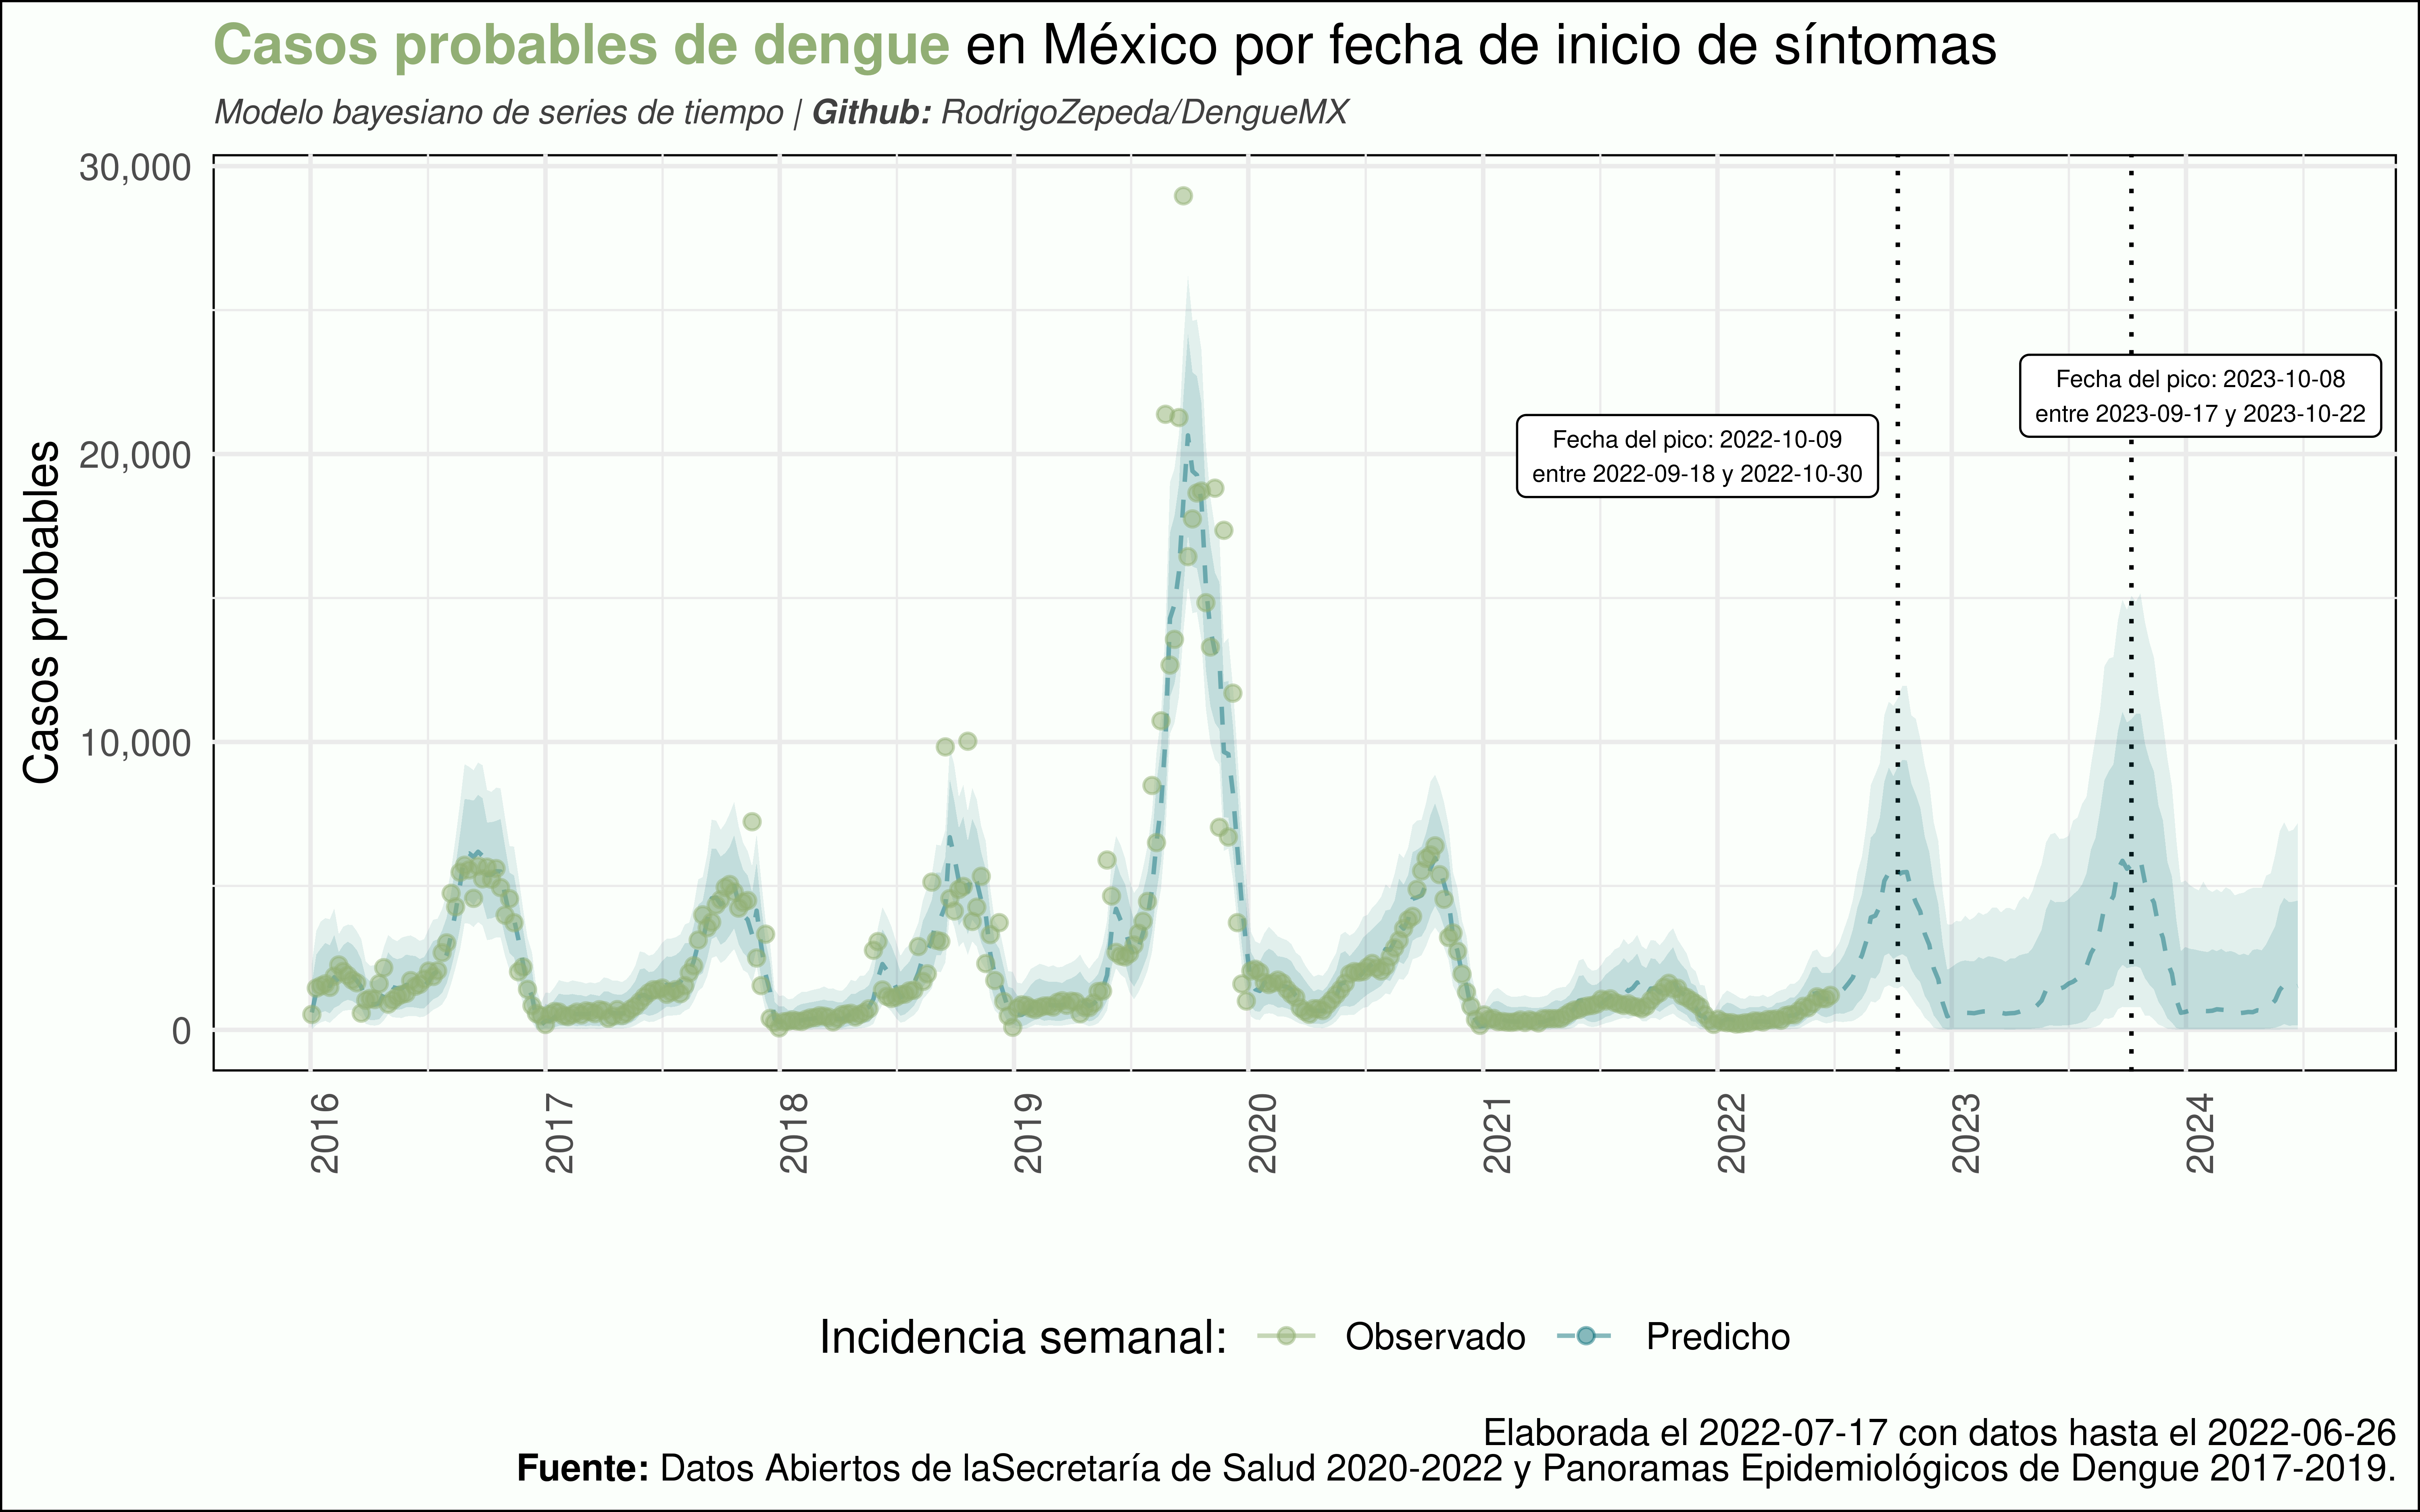 Casos probables de dengue en México por fecha de inicio de síntomas
Modelo bayesiano de series de tiempo | Github: RodrigoZepeda/DengueMX
Casos probables
30,000
20,000
10,000
0
Fecha del pico: 2022-10-09
entre 2022-09-18 y 2022-10-30
Fecha del pico: 2023-10-08
entre 2023-09-17 y 2023-10-22
2016
2017
2018
2019
2020
2021
2022
2023
2024
Incidencia semanal: Observado Predicho
Elaborada el 2022-07-17 con datos hasta el 2022-06-26
Fuente: Datos Abiertos de laSecretaría de Salud 2020-2022 y Panoramas Epidemiológicos de Dengue 2017-2019.